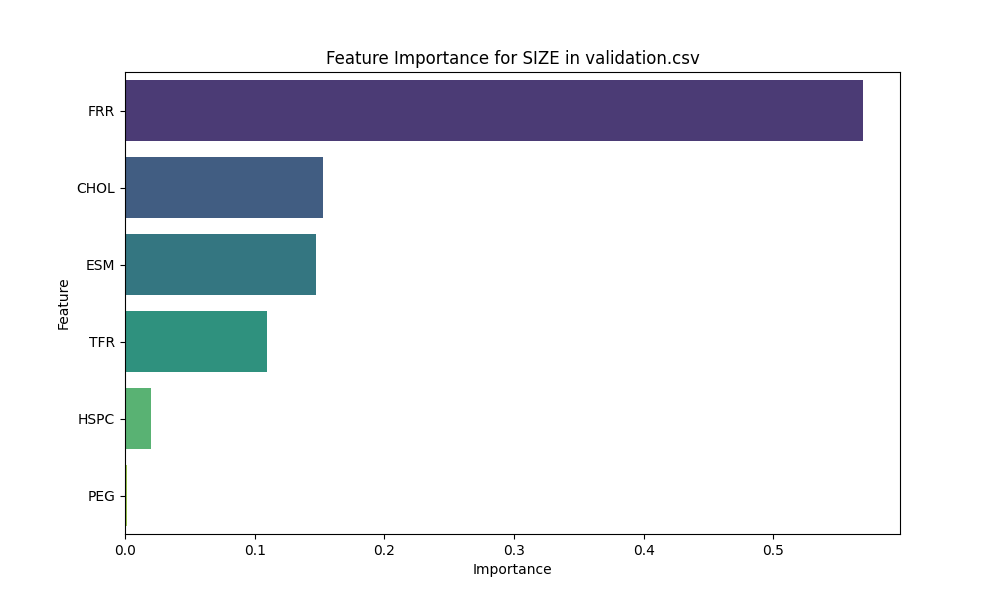 Feature Importance for SIZE in validation.csv
Feature
FRR
CHOL
ESM
TFR
HSPC
PEG
0.0 0.1 0.2 0.3 0.4 0.5
Importance